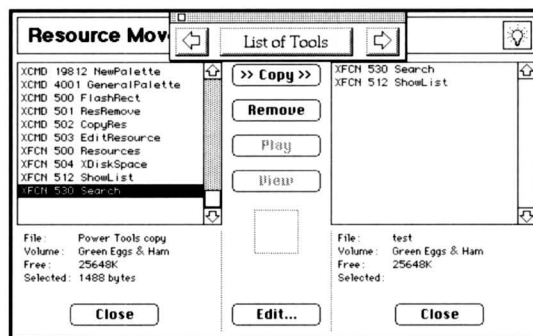 Resource Mov
List of Tools
XCMD 19812 NewPalette
XCMD 4001 GeneralPalette
XCMD 500 FlashRect
XCMD 501 ResRemove
XCMD 502 CopyRes
XCMD 503 EditResource
XFCN 500 Resources
XFCN 504 XDiskSpace
XFCN 512 ShowList
XFCN 530 Search
>> Copy >>
Remove
Play
View
XFCN 530 Search
XFCN 512 ShowList
File: Power Tools copy
Volume: Green Eggs & Ham
Free: 25648K
Selected: 1488 bytes
File: test
Volume: Green Eggs & Ham
Free: 25648K
Selected:
Close
Edit...
Close